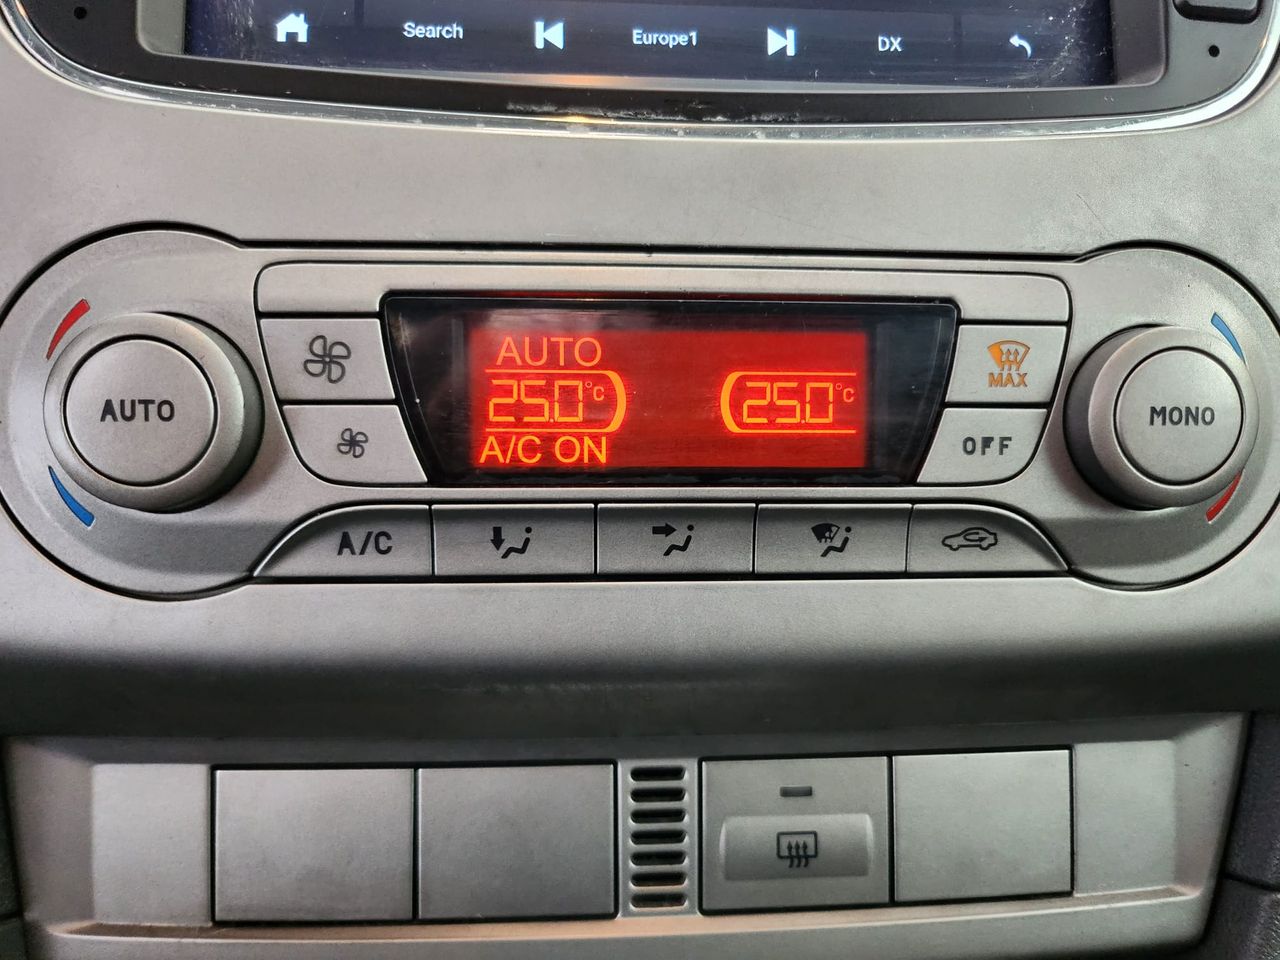 Search
Europe1
DX
AUTO
AUTO
25.0°C
25.0°C
A/C ON
MAX
OFF
MONO
A/C